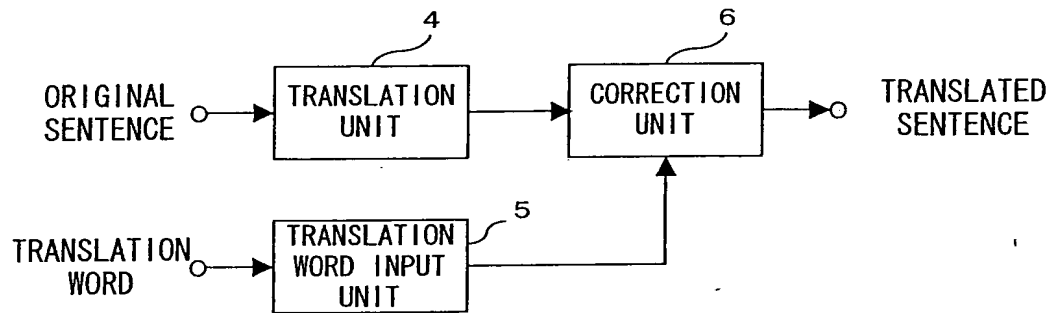 4
6
ORIGINAL
SENTENCE
TRANSLATION
UNIT
CORRECTION
UNIT
TRANSLATED
SENTENCE
5
TRANSLATION
WORD
TRANSLATION
WORD INPUT
UNIT